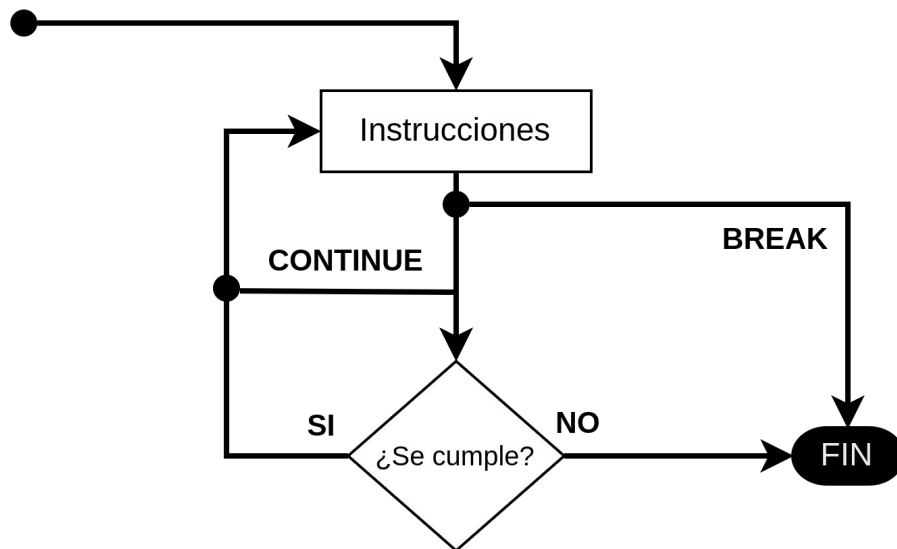 Instrucciones
BREAK
CONTINUE
SI
NO
¿Se cumple?
FIN